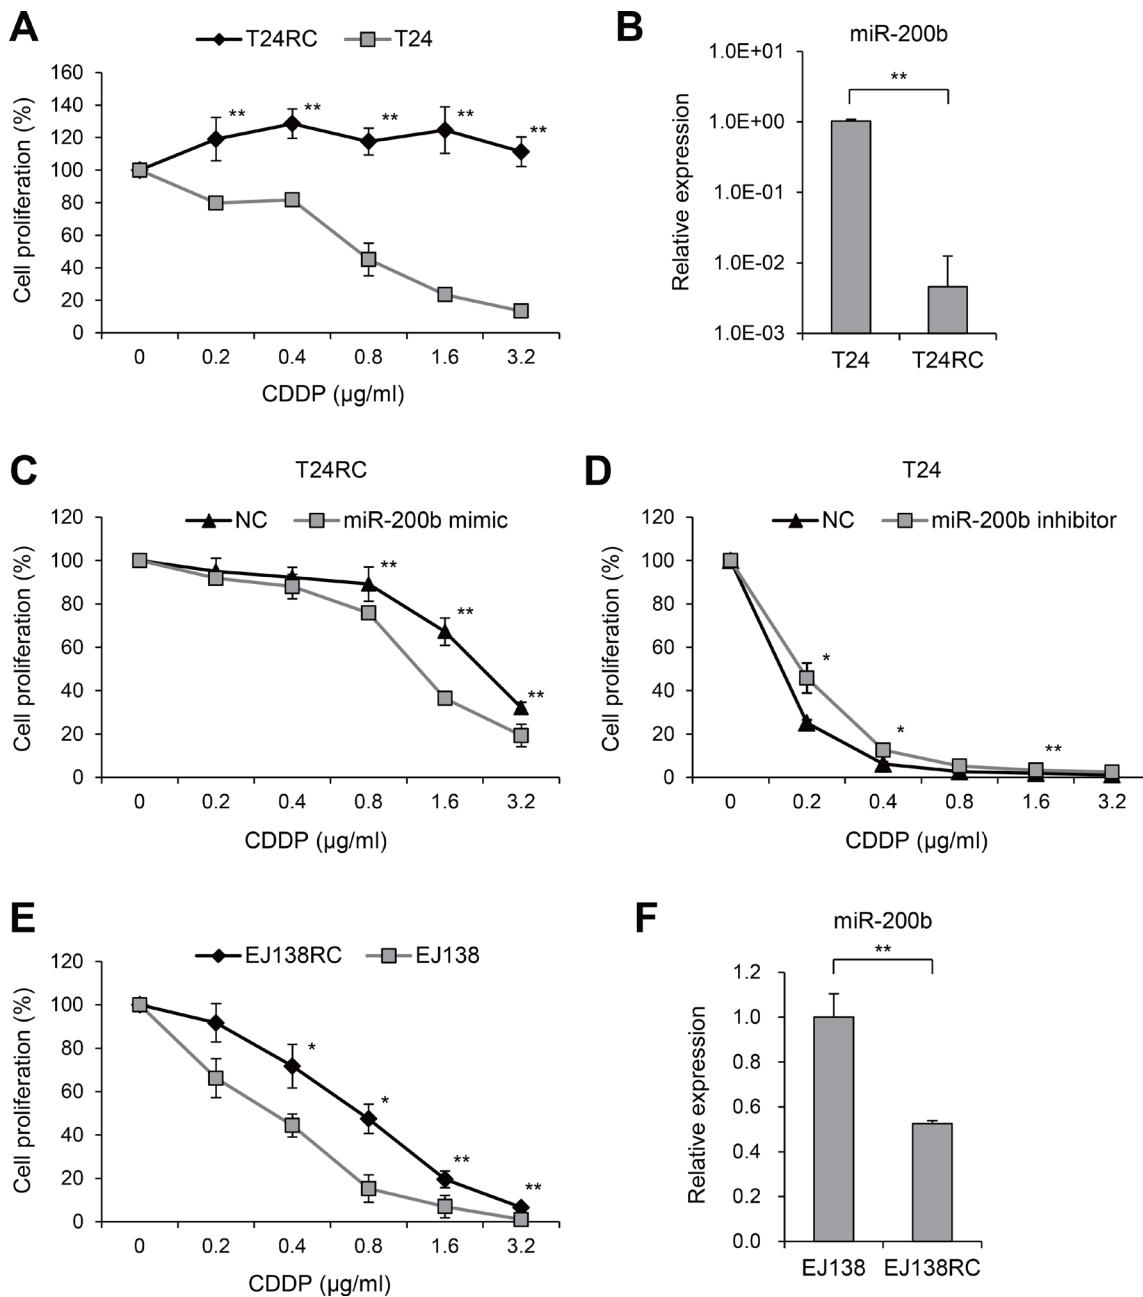 A
T24RC T24
Cell proliferation (%)
160
140
120
100
80
60
40
20
0
** ** ** ** **
0 0.2 0.4 0.8 1.6 3.2
CDDP (µg/ml)
B
miR-200b
Relative expression
1.0E+01
1.0E+00
1.0E-01
1.0E-02
1.0E-03
**
T24 T24RC
C
T24RC
NC miR-200b mimic
Cell proliferation (%)
120
100
80
60
40
20
0
** ** **
0 0.2 0.4 0.8 1.6 3.2
CDDP (µg/ml)
D
T24
NC miR-200b inhibitor
Cell proliferation (%)
120
100
80
60
40
20
0
* * **
0 0.2 0.4 0.8 1.6 3.2
CDDP (µg/ml)
E
EJ138RC EJ138
Cell proliferation (%)
120
100
80
60
40
20
0
* * ** **
0 0.2 0.4 0.8 1.6 3.2
CDDP (µg/ml)
F
miR-200b
Relative expression
1.2
1.0
0.8
0.6
0.4
0.2
0.0
**
EJ138 EJ138RC